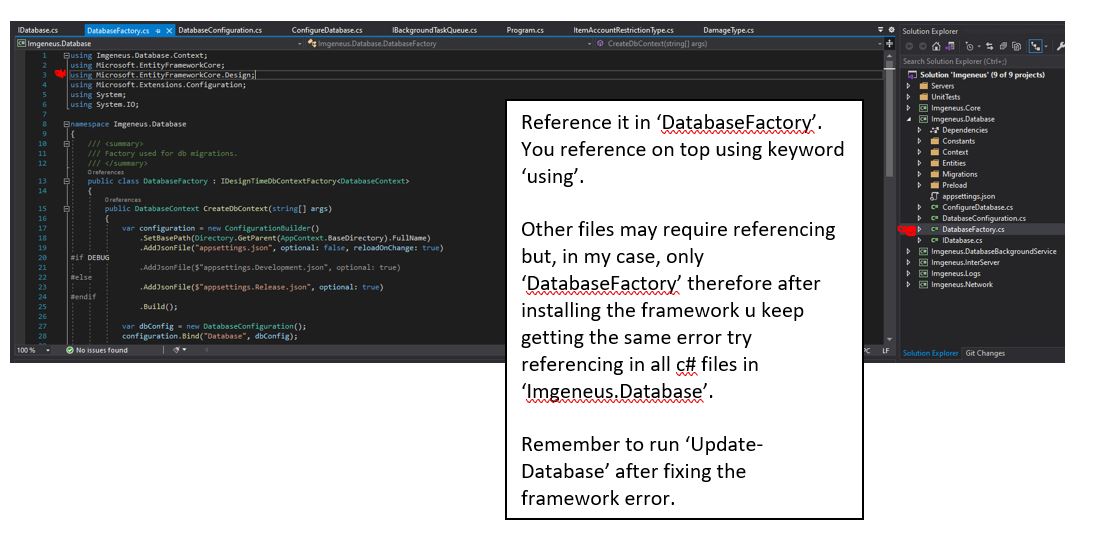 IDatabase.cs
DatabaseFactory.cs
DatabaseConfiguration.cs
ConfigureDatabase.cs
IBackgroundTaskQueue.cs
Program.cs
ItemAccountRestrictionType.cs
DamageType.cs
Imgeneus.Database
Imgeneus.Database.DatabaseFactory
CreateDbContext(string[] args)
1 using Imgeneus.Database.Context;
2 using Microsoft.EntityFrameworkCore;
3 using Microsoft.EntityFrameworkCore.Design;
4 using Microsoft.Extensions.Configuration;
5 using System;
6 using System.IO;
7
8 namespace Imgeneus.Database
9 {
10 /// <summary>
11 /// Factory used for db migrations.
12 /// </summary>
0 references
13 public class DatabaseFactory : IDesignTimeDbContextFactory<DatabaseContext>
14 {
0 references
15 public DatabaseContext CreateDbContext(string[] args)
16 {
17 var configuration = new ConfigurationBuilder()
18 .SetBasePath(Directory.GetParent(AppContext.BaseDirectory).FullName)
19 .AddJsonFile("appsettings.json", optional: false, reloadOnChange: true)
20 #if DEBUG
21 .AddJsonFile($"appsettings.Development.json", optional: true)
22 #else
23 .AddJsonFile($"appsettings.Release.json", optional: true)
24 #endif
25 .Build();
26
27 var dbConfig = new DatabaseConfiguration();
28 configuration.Bind("Database", dbConfig);
100 %
No issues found
PC
LF
Reference it in ‘DatabaseFactory’.
You reference on top using keyword
‘using’.
Other files may require referencing
but, in my case, only
‘DatabaseFactory’ therefore after
installing the framework u keep
getting the same error try
referencing in all c# files in
‘Imgeneus.Database’.
Remember to run ‘Update-
Database’ after fixing the
framework error.
Solution Explorer
Search Solution Explorer (Ctrl+;)
Solution 'Imgeneus' (9 of 9 projects)
Servers
UnitTests
Imgeneus.Core
Imgeneus.Database
Dependencies
Constants
Context
Entities
Migrations
Preload
appsettings.json
ConfigureDatabase.cs
DatabaseConfiguration.cs
DatabaseFactory.cs
IDatabase.cs
Imgeneus.DatabaseBackgroundService
Imgeneus.InterServer
Imgeneus.Logs
Imgeneus.Network
Solution Explorer
Git Changes